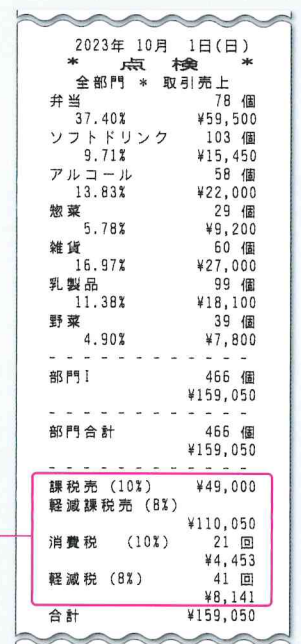 2023年 10月 1日(日)
* 点 検 *
全部門 * 取引売上
弁当 78 個
37.40% ¥59,500
ソフトドリンク 103 個
9.71% ¥15,450
アルコール 58 個
13.83% ¥22,000
惣菜 29 個
5.78% ¥9,200
雑貨 60 個
16.97% ¥27,000
乳製品 99 個
11.38% ¥18,100
野菜 39 個
4.90% ¥7,800
- - - - - - - - - - - -
部門I 466 個
¥159,050
- - - - - - - - - - - -
部門合計 466 個
¥159,050
- - - - - - - - - - - -
課税売 (10%) ¥49,000
軽減課税売 (8%)
¥110,050
消費税 (10%) 21 回
¥4,453
軽減税 (8%) 41 回
¥8,141
合計 ¥159,050